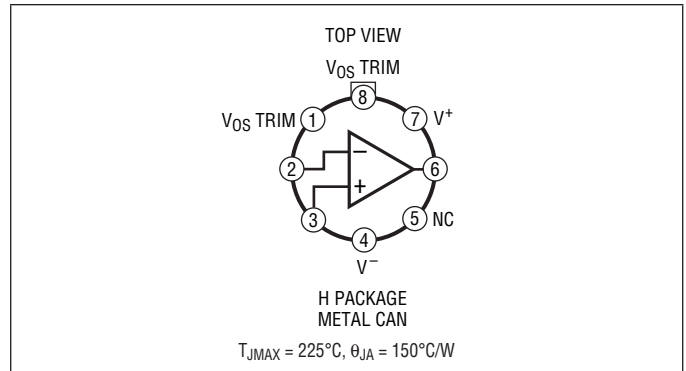 TOP VIEW
VOS TRIM
8
VOS TRIM 1
7 V+
2
6
−
+
3
5 NC
4
V−
H PACKAGE
METAL CAN
TJMAX = 225°C, θJA = 150°C/W